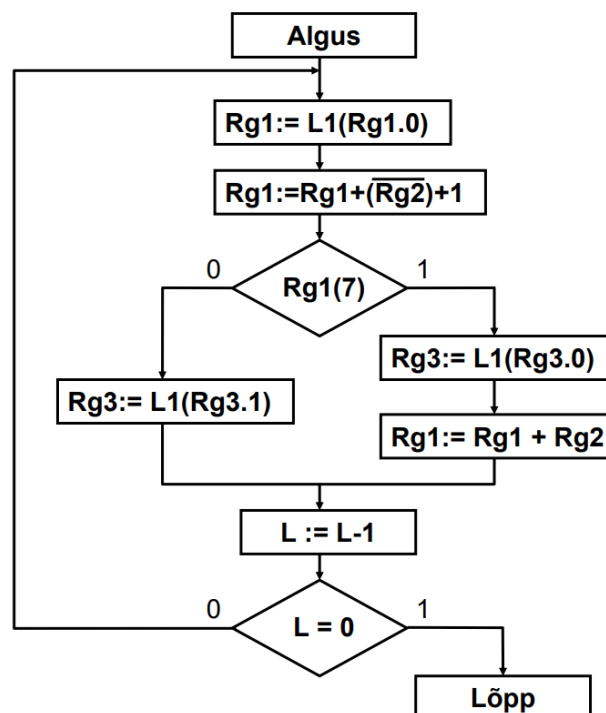 Algus
Rg1:= L1(Rg1.0)
Rg1:=Rg1+(R̅g̅2̅)+1
0
Rg1(7)
1
Rg3:= L1(Rg3.1)
Rg3:= L1(Rg3.0)
Rg1:= Rg1 + Rg2
L := L-1
0
L = 0
1
Lõpp